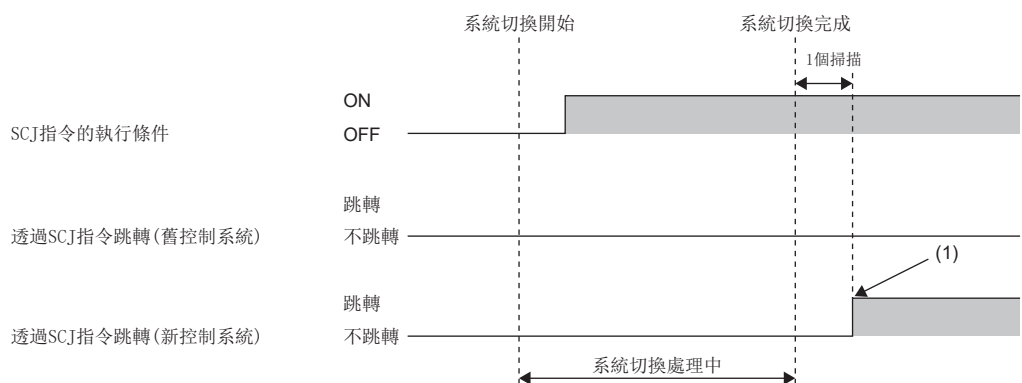 系統切換開始
系統切換完成
1個掃描
ON
SCJ指令的執行條件
OFF
跳轉
透過SCJ指令跳轉(舊控制系統)
不跳轉
(1)
跳轉
透過SCJ指令跳轉(新控制系統)
不跳轉
系統切換處理中